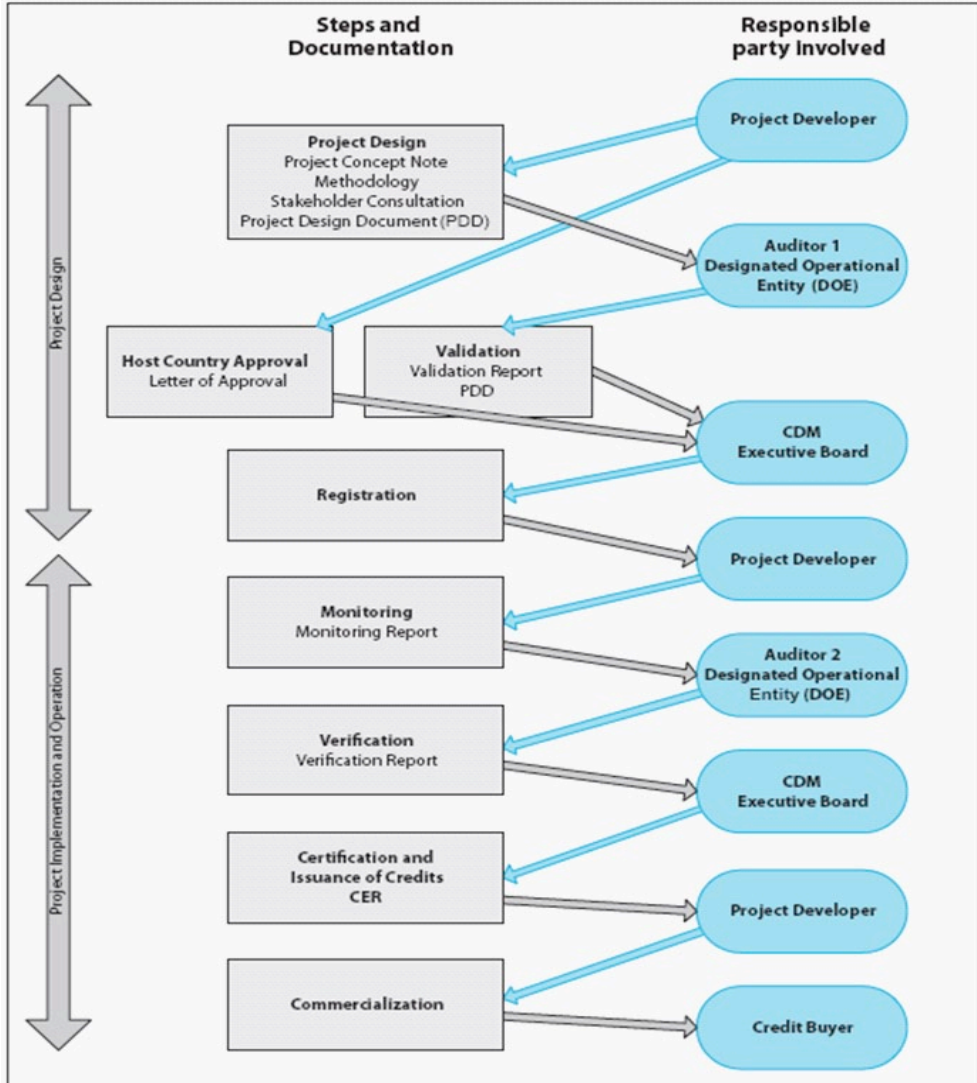 Steps and
Documentation
Responsible
party Involved
Project Design
Project Developer
Project Design
Project Concept Note
Methodology
Stakeholder Consultation
Project Design Document (PDD)
Auditor 1
Designated Operational
Entity (DOE)
Host Country Approval
Letter of Approval
Validation
Validation Report
PDD
CDM
Executive Board
Registration
Project Developer
Project Implementation and Operation
Monitoring
Monitoring Report
Auditor 2
Designated Operational
Entity (DOE)
Verification
Verification Report
CDM
Executive Board
Certification and
Issuance of Credits
CER
Project Developer
Commercialization
Credit Buyer